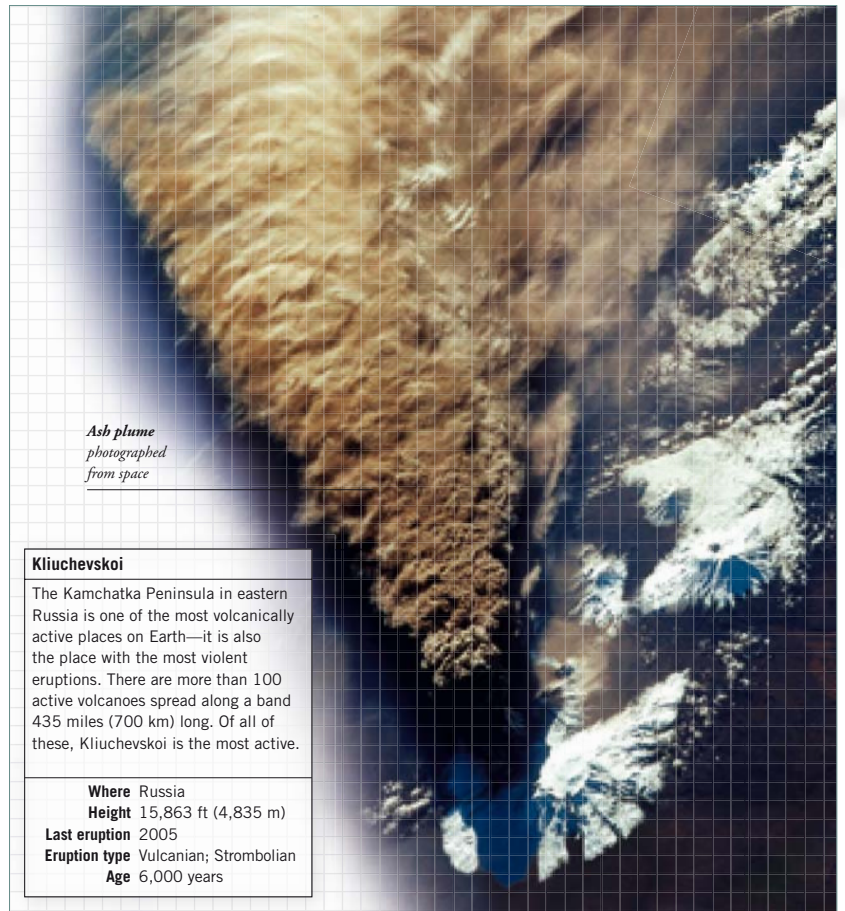 Ash plume
photographed
from space
Kliuchevskoi
The Kamchatka Peninsula in eastern
Russia is one of the most volcanically
active places on Earth—it is also
the place with the most violent
eruptions. There are more than 100
active volcanoes spread along a band
435 miles (700 km) long. Of all of
these, Kliuchevskoi is the most active.
Where Russia
Height 15,863 ft (4,835 m)
Last eruption 2005
Eruption type Vulcanian; Strombolian
Age 6,000 years